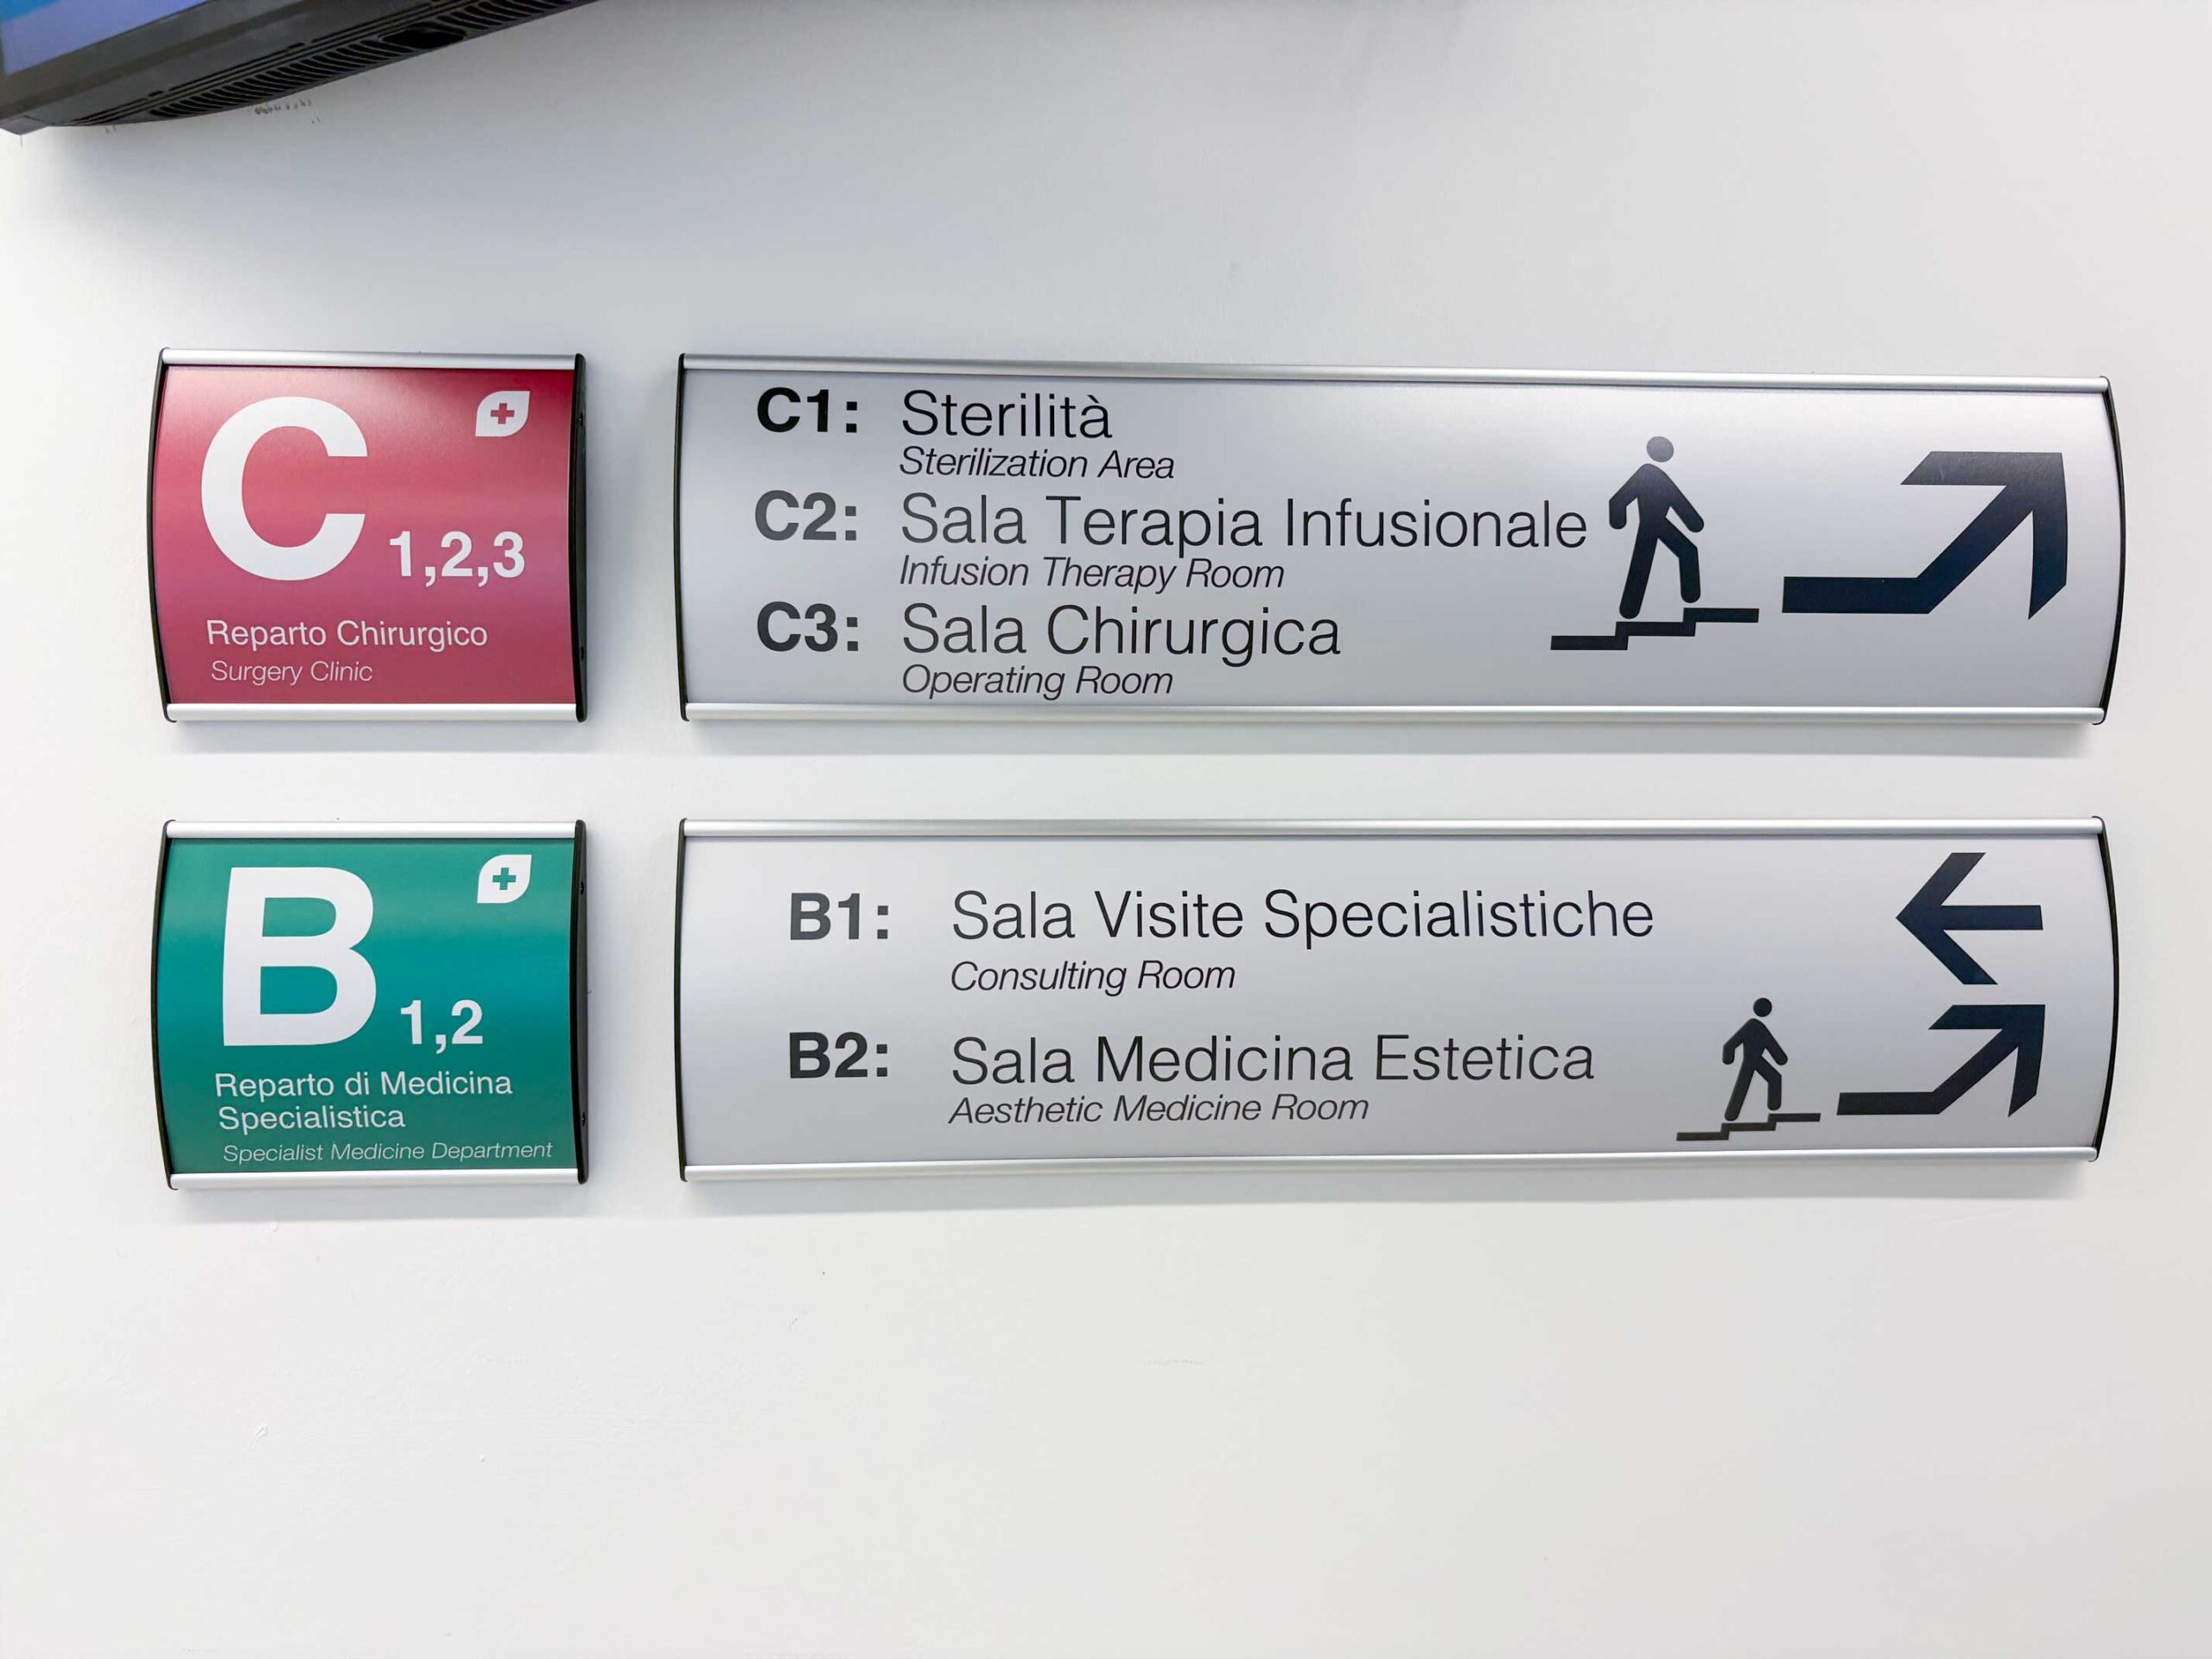 C
1,2,3
Reparto Chirurgico
Surgery Clinic
C1: Sterilità
Sterilization Area
C2: Sala Terapia Infusionale
Infusion Therapy Room
C3: Sala Chirurgica
Operating Room
B
1,2
Reparto di Medicina
Specialistica
Specialist Medicine Department
B1: Sala Visite Specialistiche
Consulting Room
B2: Sala Medicina Estetica
Aesthetic Medicine Room